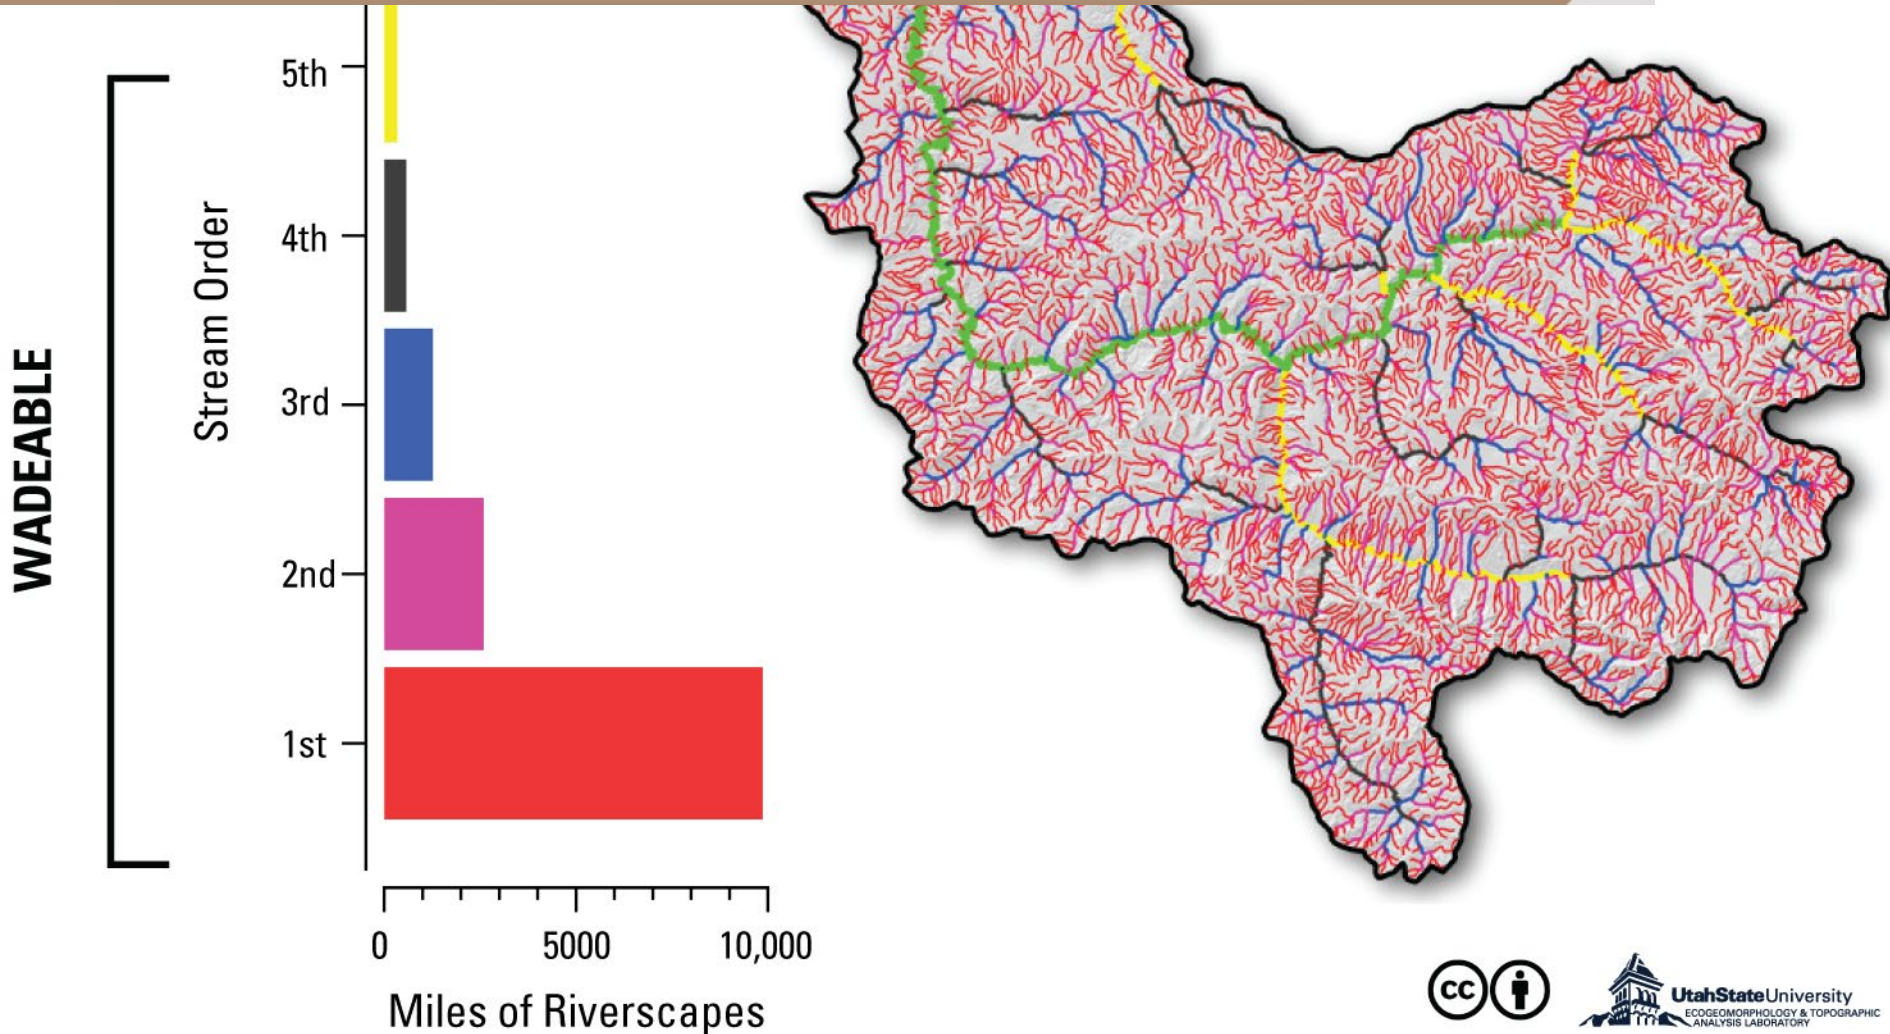 WADEABLE
Stream Order
5th
4th
3rd
2nd
1st
0 5000 10,000
Miles of Riverscapes
cc
UtahStateUniversity
ECOGEOMORPHOLOGY & TOPOGRAPHIC
ANALYSIS LABORATORY